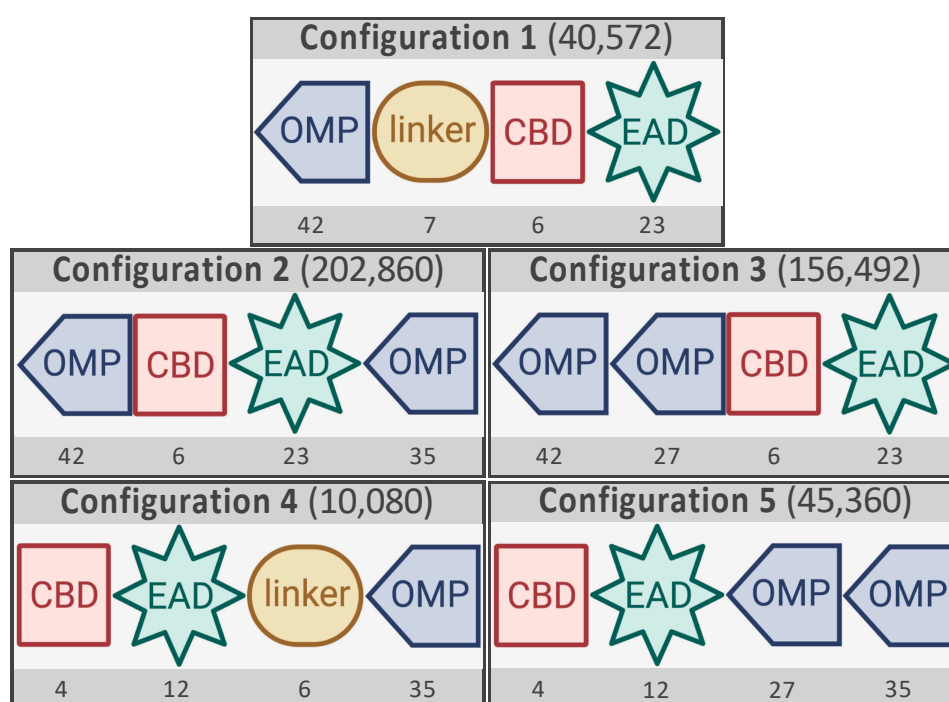 Configuration 1 (40,572)
OMP linker CBD EAD
42 7 6 23
Configuration 2 (202,860)
OMP CBD EAD OMP
42 6 23 35
Configuration 3 (156,492)
OMP OMP CBD EAD
42 27 6 23
Configuration 4 (10,080)
CBD EAD linker OMP
4 12 6 35
Configuration 5 (45,360)
CBD EAD OMP OMP
4 12 27 35